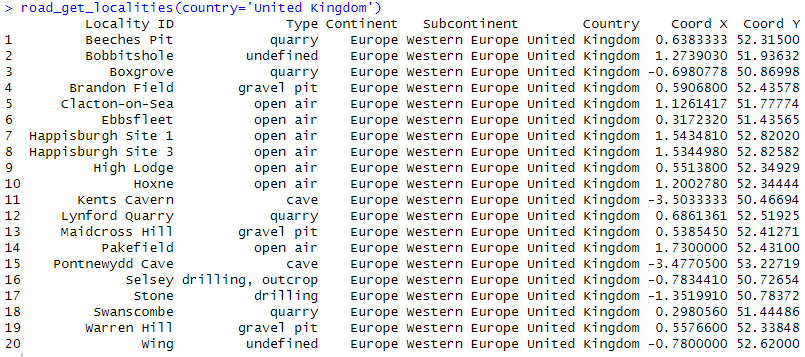 > road_get_localities(country='United Kingdom')
Locality ID Type Continent Subcontinent Country Coord X Coord Y
1 Beeches Pit quarry Europe Western Europe United Kingdom 0.6383333 52.31500
2 Bobbitshole undefined Europe Western Europe United Kingdom 1.2739030 51.93632
3 Boxgrove quarry Europe Western Europe United Kingdom -0.6980778 50.86998
4 Brandon Field gravel pit Europe Western Europe United Kingdom 0.5906800 52.43578
5 Clacton-on-Sea open air Europe Western Europe United Kingdom 1.1261417 51.77774
6 Ebbsfleet open air Europe Western Europe United Kingdom 0.3172320 51.43565
7 Happisburgh Site 1 open air Europe Western Europe United Kingdom 1.5434810 52.82020
8 Happisburgh Site 3 open air Europe Western Europe United Kingdom 1.5344980 52.82582
9 High Lodge open air Europe Western Europe United Kingdom 0.5513800 52.34929
10 Hoxne open air Europe Western Europe United Kingdom 1.2002780 52.34444
11 Kents Cavern cave Europe Western Europe United Kingdom -3.5033333 50.46694
12 Lynford Quarry quarry Europe Western Europe United Kingdom 0.6861361 52.51925
13 Maidcross Hill gravel pit Europe Western Europe United Kingdom 0.5385450 52.41271
14 Pakefield open air Europe Western Europe United Kingdom 1.7300000 52.43100
15 Pontnewydd Cave cave Europe Western Europe United Kingdom -3.4770500 53.22719
16 Selsey drilling, outcrop Europe Western Europe United Kingdom -0.7834410 50.72654
17 Stone drilling Europe Western Europe United Kingdom -1.3519910 50.78372
18 Swanscombe quarry Europe Western Europe United Kingdom 0.2980560 51.44486
19 Warren Hill gravel pit Europe Western Europe United Kingdom 0.5576600 52.33848
20 Wing undefined Europe Western Europe United Kingdom -0.7800000 52.62000